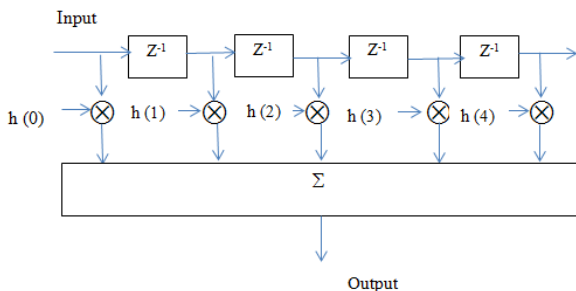 Input
Z⁻¹ Z⁻¹ Z⁻¹ Z⁻¹
h (0) h (1) h (2) h (3) h (4)
Σ
Output